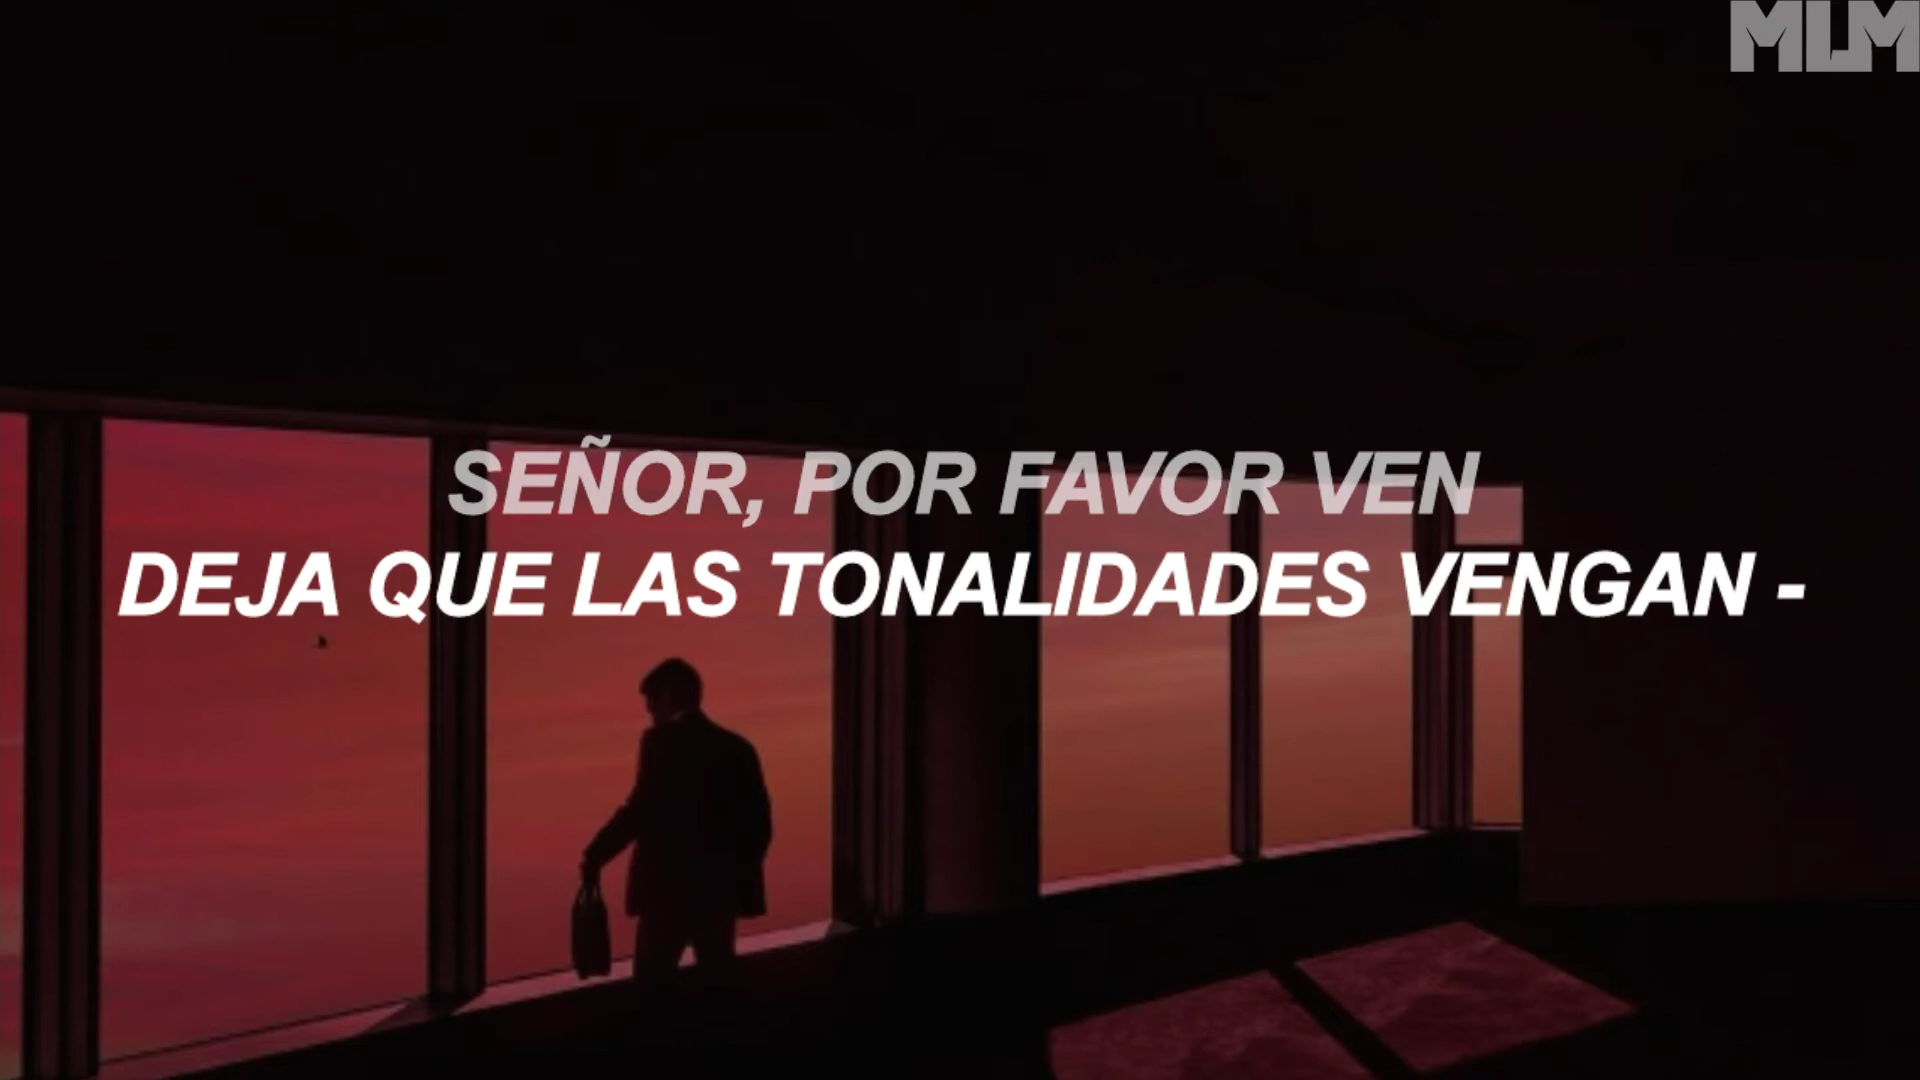 MLM
SEÑOR, POR FAVOR VEN
DEJA QUE LAS TONALIDADES VENGAN -